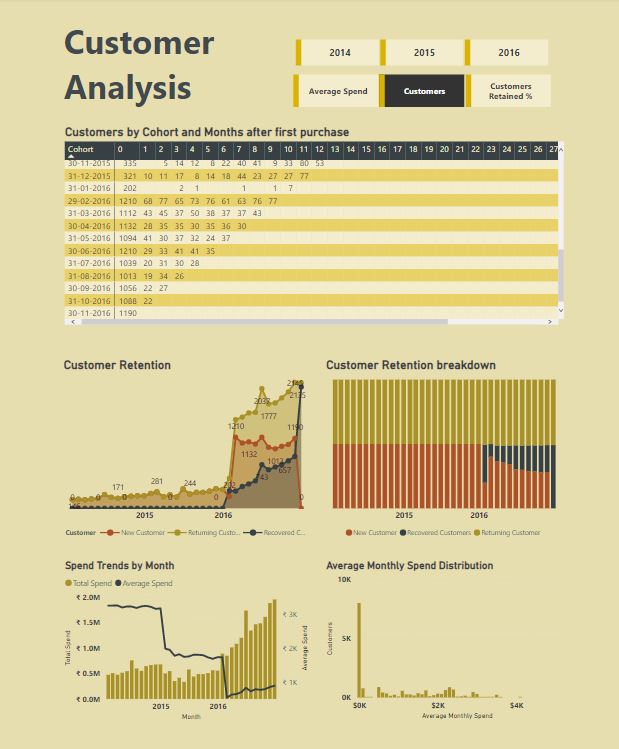 Customer
Analysis
2014 2015 2016
Average Spend Customers Customers
Retained %
Customers by Cohort and Months after first purchase
Cohort 0 1 2 3 4 5 6 7 8 9 10 11 12 13 14 15 16 17 18 19 20 21 22 23 24 25 26 27
30-11-2015 335 5 14 12 8 22 40 41 9 33 80 53
31-12-2015 321 10 11 17 8 14 18 44 23 27 27 77
31-01-2016 202 2 1 1 1 7
29-02-2016 1210 68 77 65 73 76 61 63 76 77
31-03-2016 1112 43 45 37 50 38 37 37 43
30-04-2016 1132 28 35 35 30 35 36 30
31-05-2016 1094 41 30 37 32 24 37
30-06-2016 1210 29 33 41 41 35
31-07-2016 1039 20 31 30 28
31-08-2016 1013 19 34 26
30-09-2016 1056 22 27
31-10-2016 1088 22
30-11-2016 1190
Customer Retention
2135
2037
1777
1210
1190
1132
657
171
281
244
202
0
0
0
0
0
2015 2016
Customer New Customer Returning Custo... Recovered C...
Customer Retention breakdown
2015 2016
New Customer Recovered Customers Returning Customer
Spend Trends by Month
Total Spend Average Spend
₹ 2.0M
₹ 1.5M
₹ 1.0M
₹ 0.5M
₹ 0.0M
Total Spend
₹ 3K
₹ 2K
₹ 1K
Average Spend
2015 2016
Month
Average Monthly Spend Distribution
10K
5K
0K
Customers
$0K $2K $4K
Average Monthly Spend